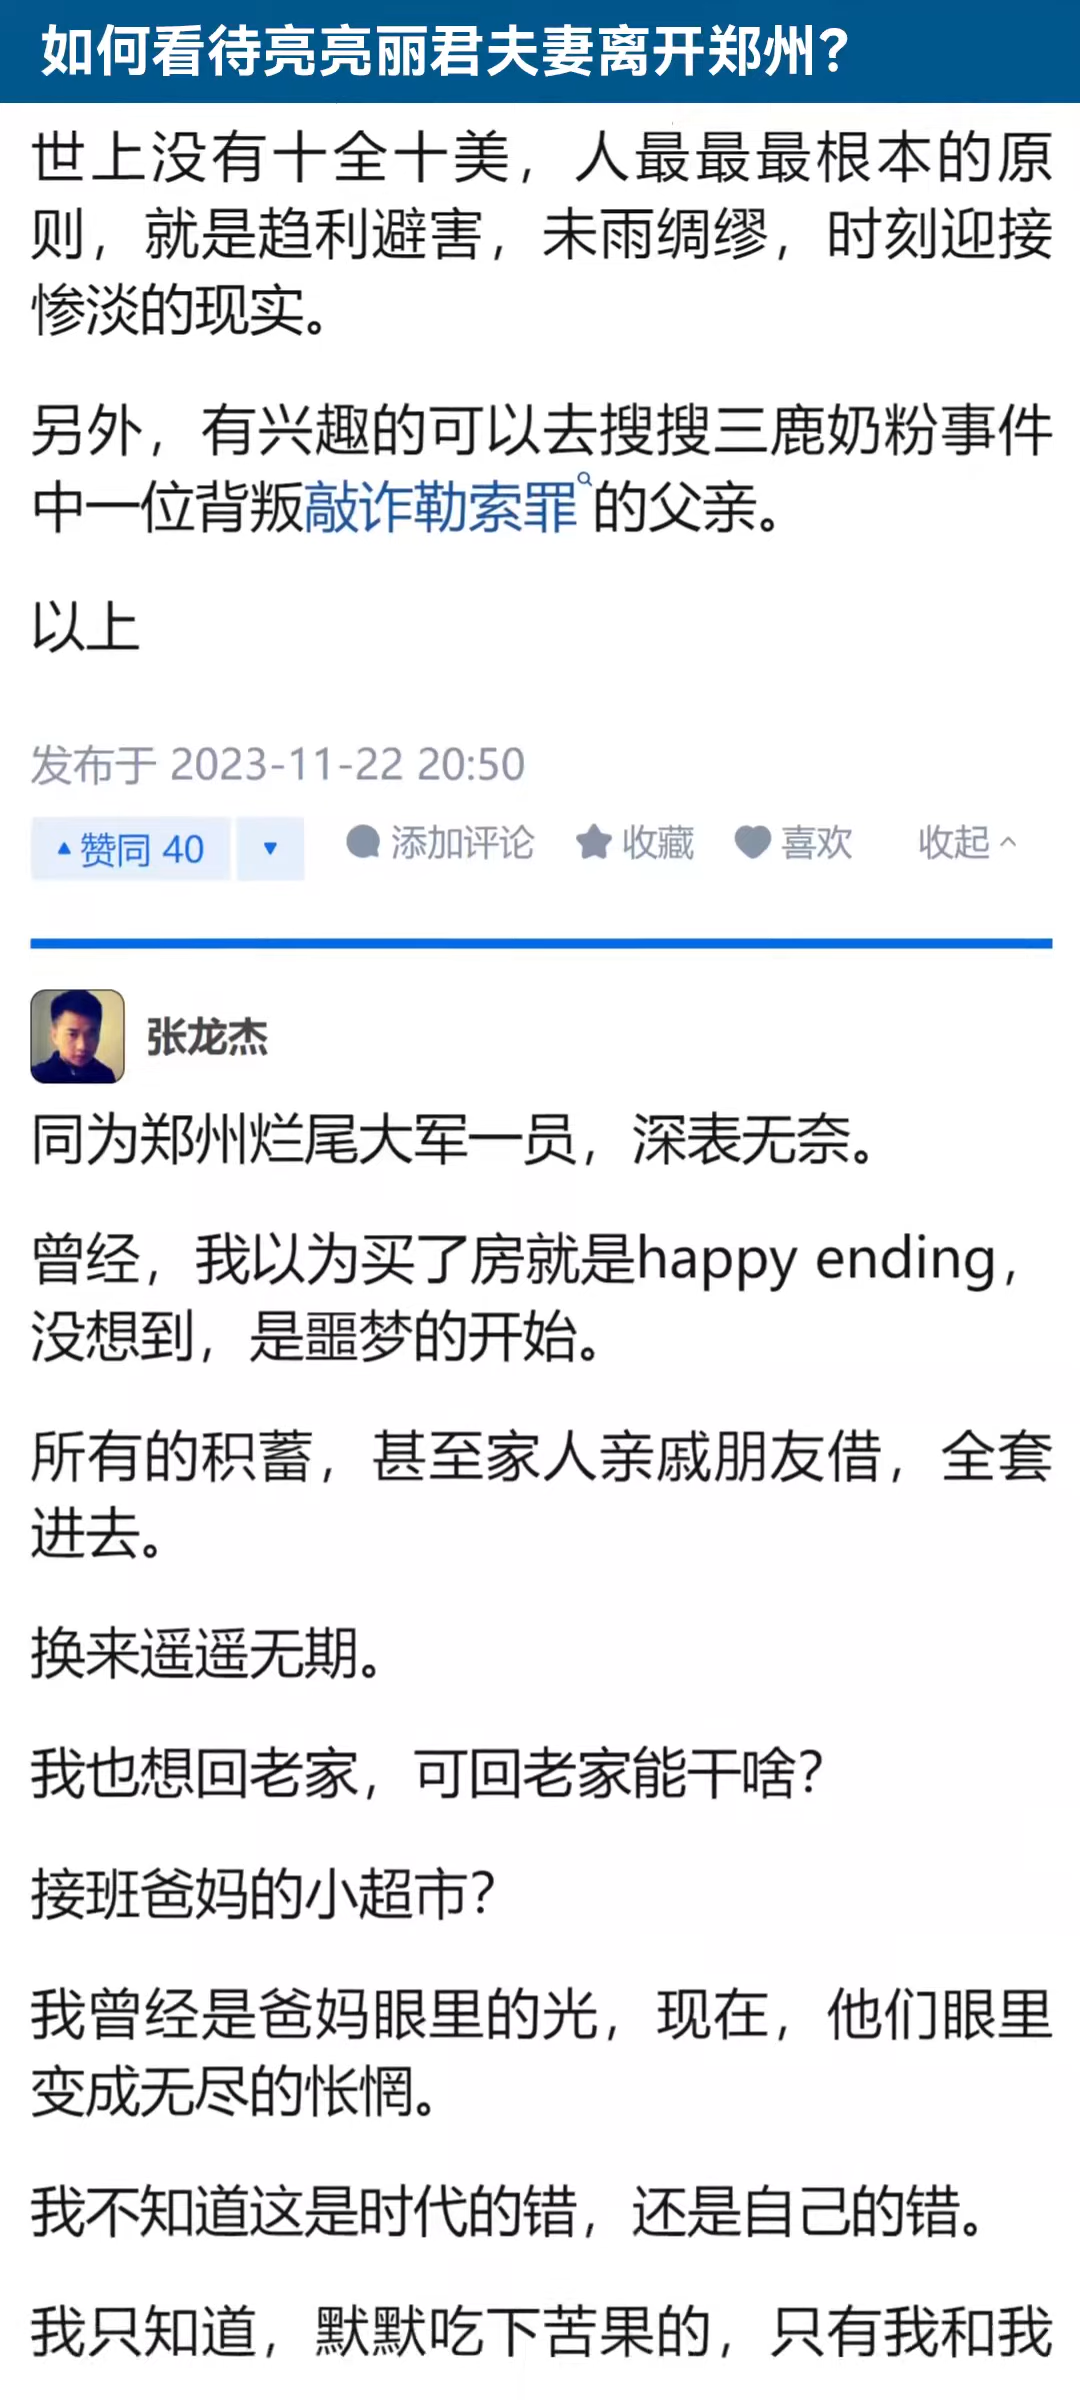 如何看待亮亮丽君夫妻离开郑州？
世上没有十全十美，人最最最根本的原
则，就是趋利避害，未雨绸缪，时刻迎接
惨淡的现实。
另外，有兴趣的可以去搜搜三鹿奶粉事件
中一位背叛敲诈勒索罪的父亲。
以上
发布于 2023-11-22 20:50
赞同 40 添加评论 收藏 喜欢 收起
张龙杰
同为郑州烂尾大军一员，深表无奈。
曾经，我以为买了房就是happy ending，
没想到，是噩梦的开始。
所有的积蓄，甚至家人亲戚朋友借，全套
进去。
换来遥遥无期。
我也想回老家，可回老家能干啥？
接班爸妈的小超市？
我曾经是爸妈眼里的光，现在，他们眼里
变成无尽的怅惘。
我不知道这是时代的错，还是自己的错。
我只知道，默默吃下苦果的，只有我和我